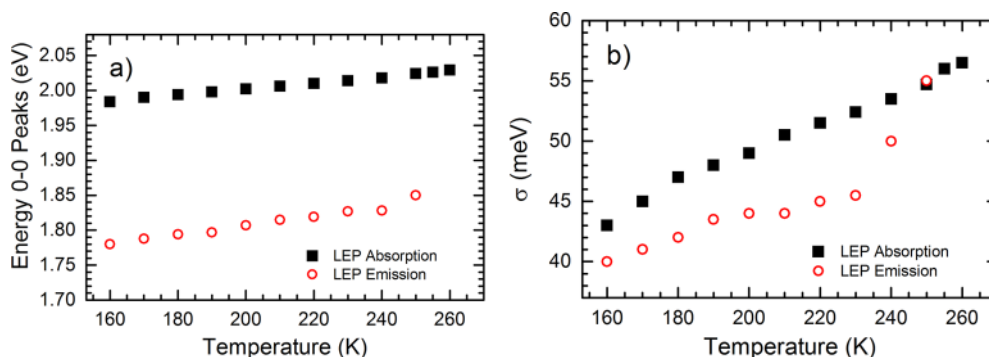 a)
Energy 0-0 Peaks (eV)
2.05
2.00
1.95
1.90
1.85
1.80
1.75
1.70
LEP Absorption
LEP Emission
160 180 200 220 240 260
Temperature (K)
b)
σ (meV)
60
55
50
45
40
LEP Absorption
LEP Emission
160 180 200 220 240 260
Temperature (K)